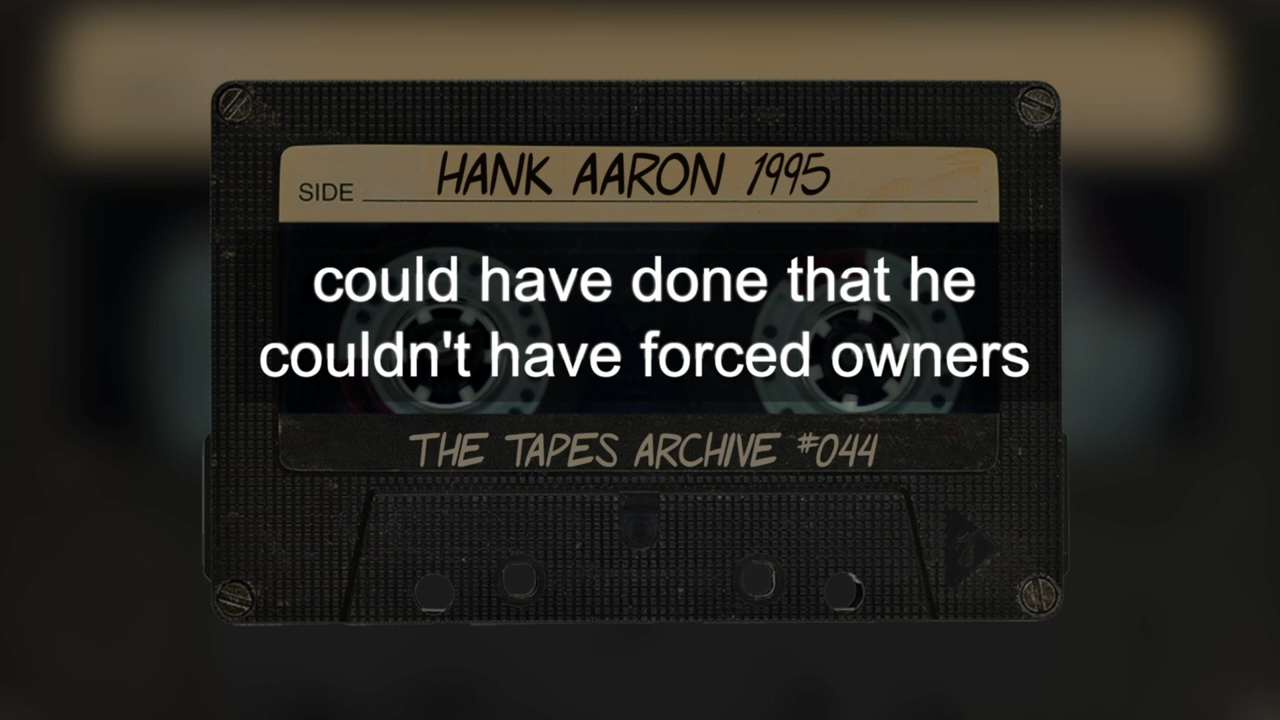 HANK AARON 1995
SIDE
could have done that he
couldn't have forced owners
THE TAPES ARCHIVE #044